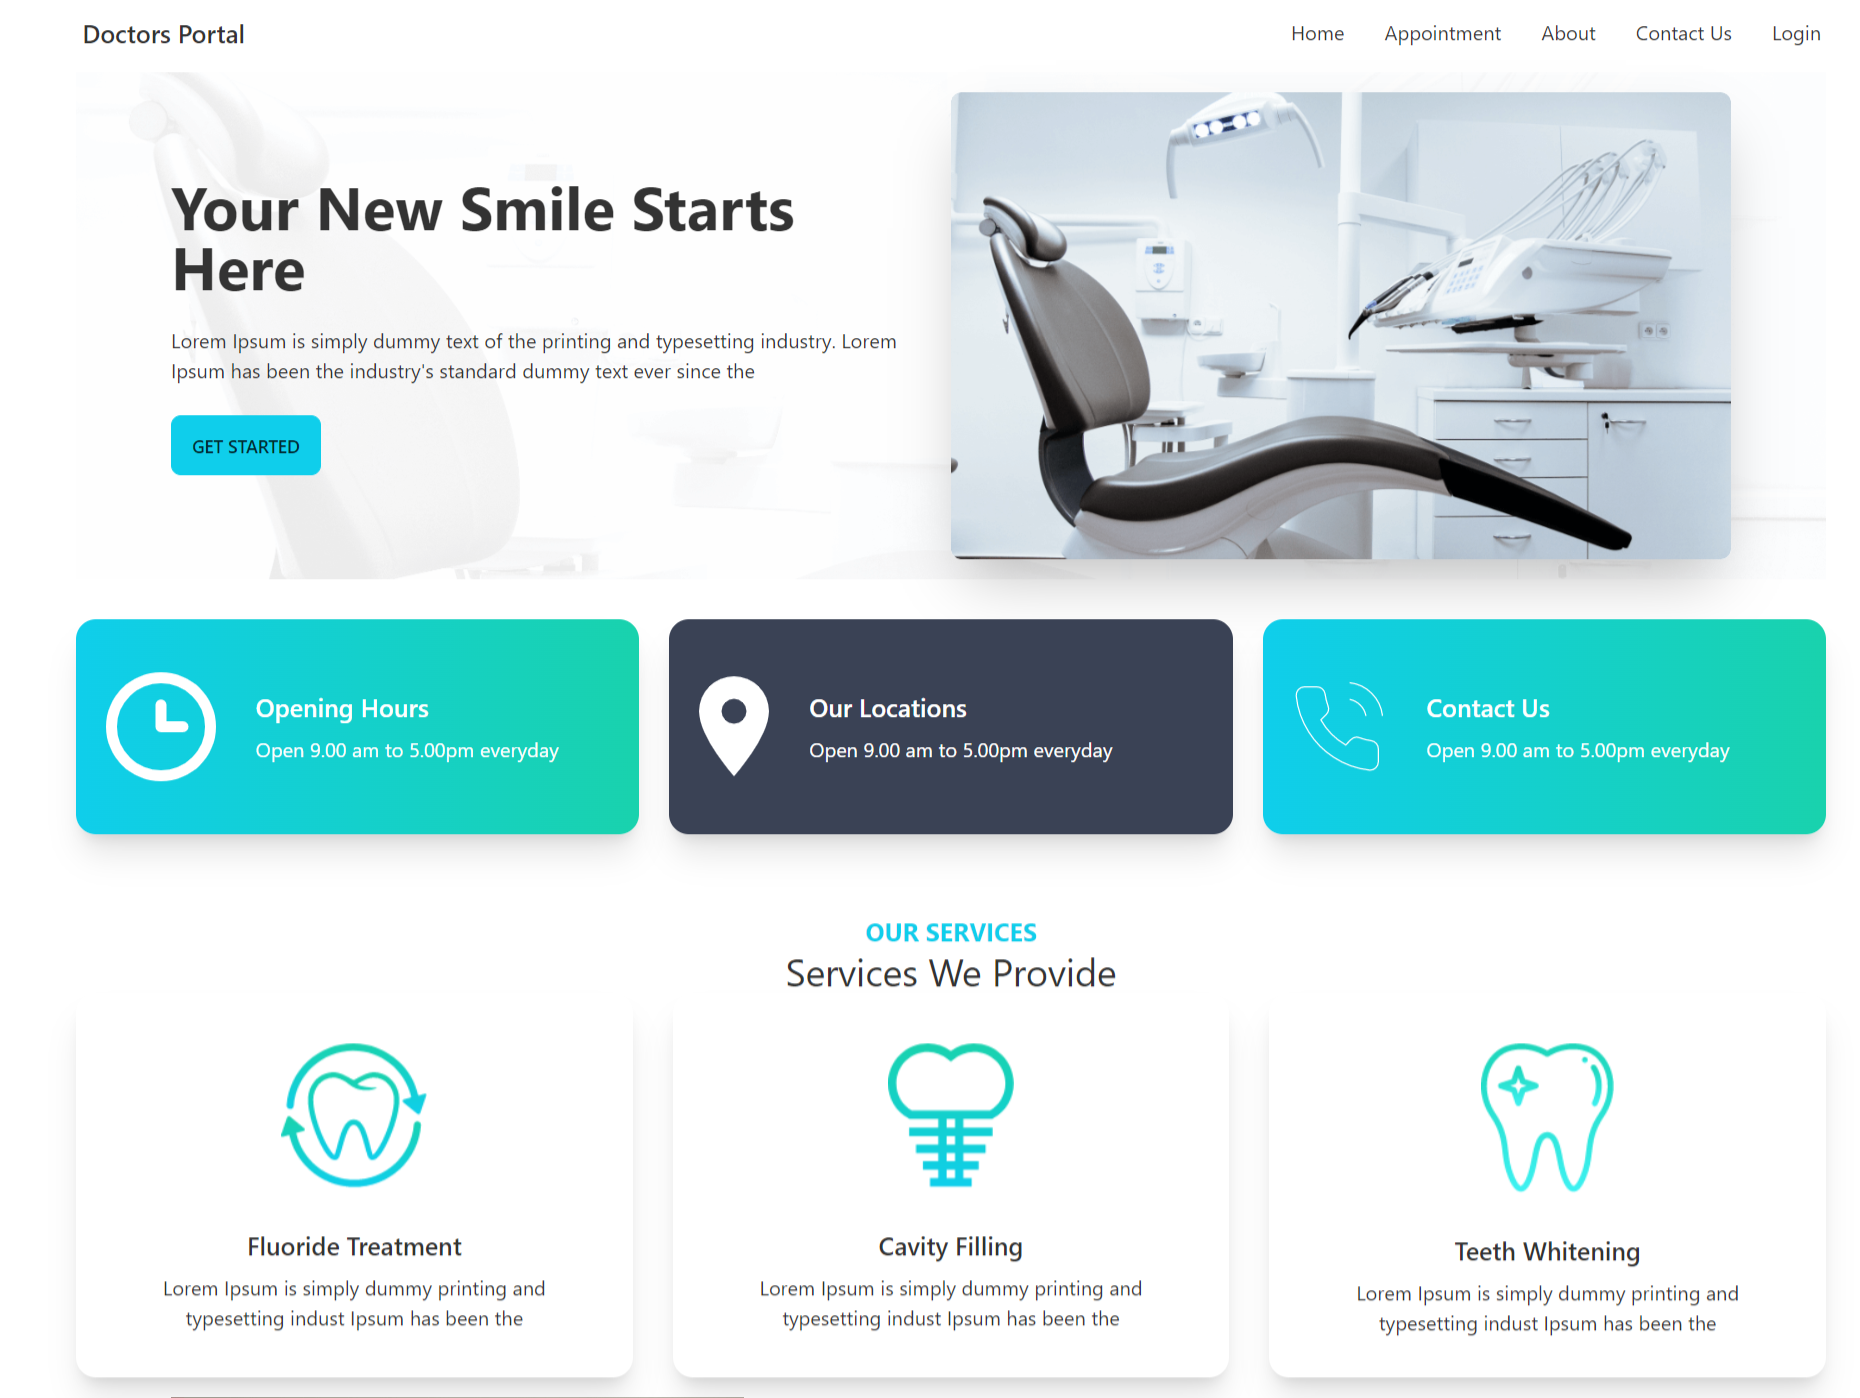 Doctors Portal
Home Appointment About Contact Us Login
Your New Smile Starts
Here
Lorem Ipsum is simply dummy text of the printing and typesetting industry. Lorem
Ipsum has been the industry's standard dummy text ever since the
GET STARTED
Opening Hours
Open 9.00 am to 5.00pm everyday
Our Locations
Open 9.00 am to 5.00pm everyday
Contact Us
Open 9.00 am to 5.00pm everyday
OUR SERVICES
Services We Provide
Fluoride Treatment
Lorem Ipsum is simply dummy printing and
typesetting indust Ipsum has been the
Cavity Filling
Lorem Ipsum is simply dummy printing and
typesetting indust Ipsum has been the
Teeth Whitening
Lorem Ipsum is simply dummy printing and
typesetting indust Ipsum has been the